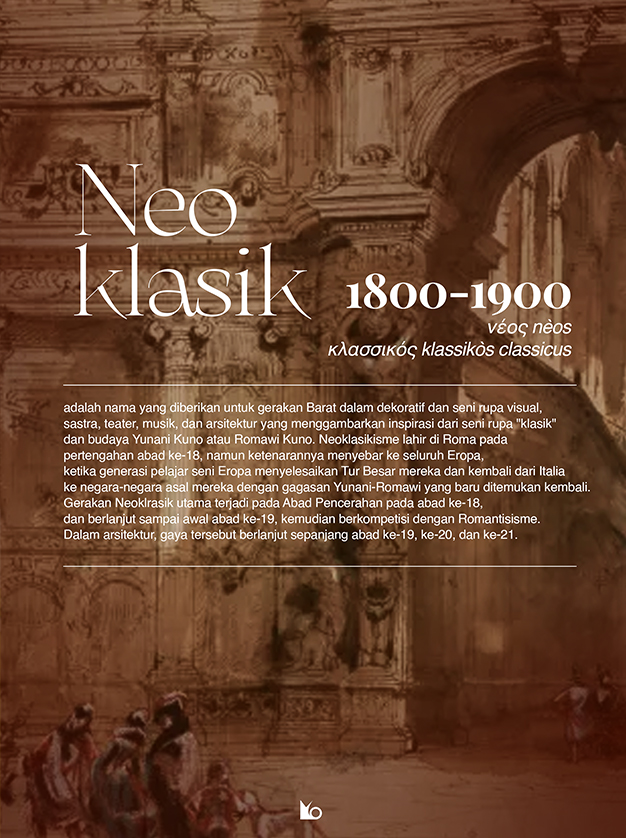 Neo
klasik
1800-1900
νέος nèos
κλασσικός klassikòs classicus
adalah nama yang diberikan untuk gerakan Barat dalam dekoratif dan seni rupa visual,
sastra, teater, musik, dan arsitektur yang menggambarkan inspirasi dari seni rupa "klasik"
dan budaya Yunani Kuno atau Romawi Kuno. Neoklasikisme lahir di Roma pada
pertengahan abad ke-18, namun ketenarannya menyebar ke seluruh Eropa,
ketika generasi pelajar seni Eropa menyelesaikan Tur Besar mereka dan kembali dari Italia
ke negara-negara asal mereka dengan gagasan Yunani-Romawi yang baru ditemukan kembali.
Gerakan Neoklrasik utama terjadi pada Abad Pencerahan pada abad ke-18,
dan berlanjut sampai awal abad ke-19, kemudian berkompetisi dengan Romantisisme.
Dalam arsitektur, gaya tersebut berlanjut sepanjang abad ke-19, ke-20, dan ke-21.